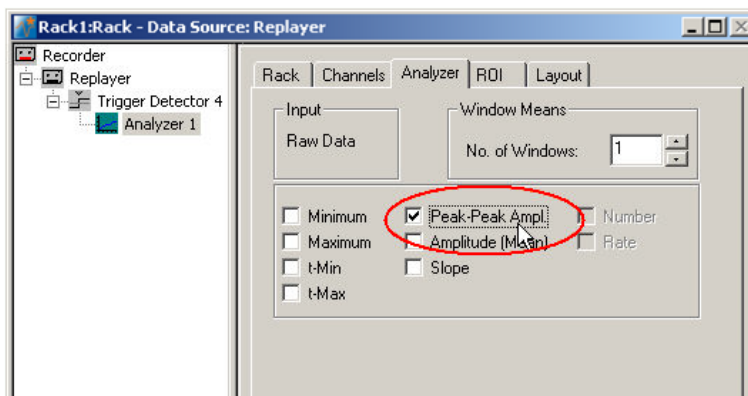 Rack1:Rack - Data Source: Replayer
Recorder
Replayer
Trigger Detector 4
Analyzer 1
Rack Channels Analyzer ROI Layout
Input
Raw Data
Window Means
No. of Windows: 1
Minimum Peak-Peak Ampl. Number
Maximum Amplitude (Mean) Rate
t-Min Slope
t-Max